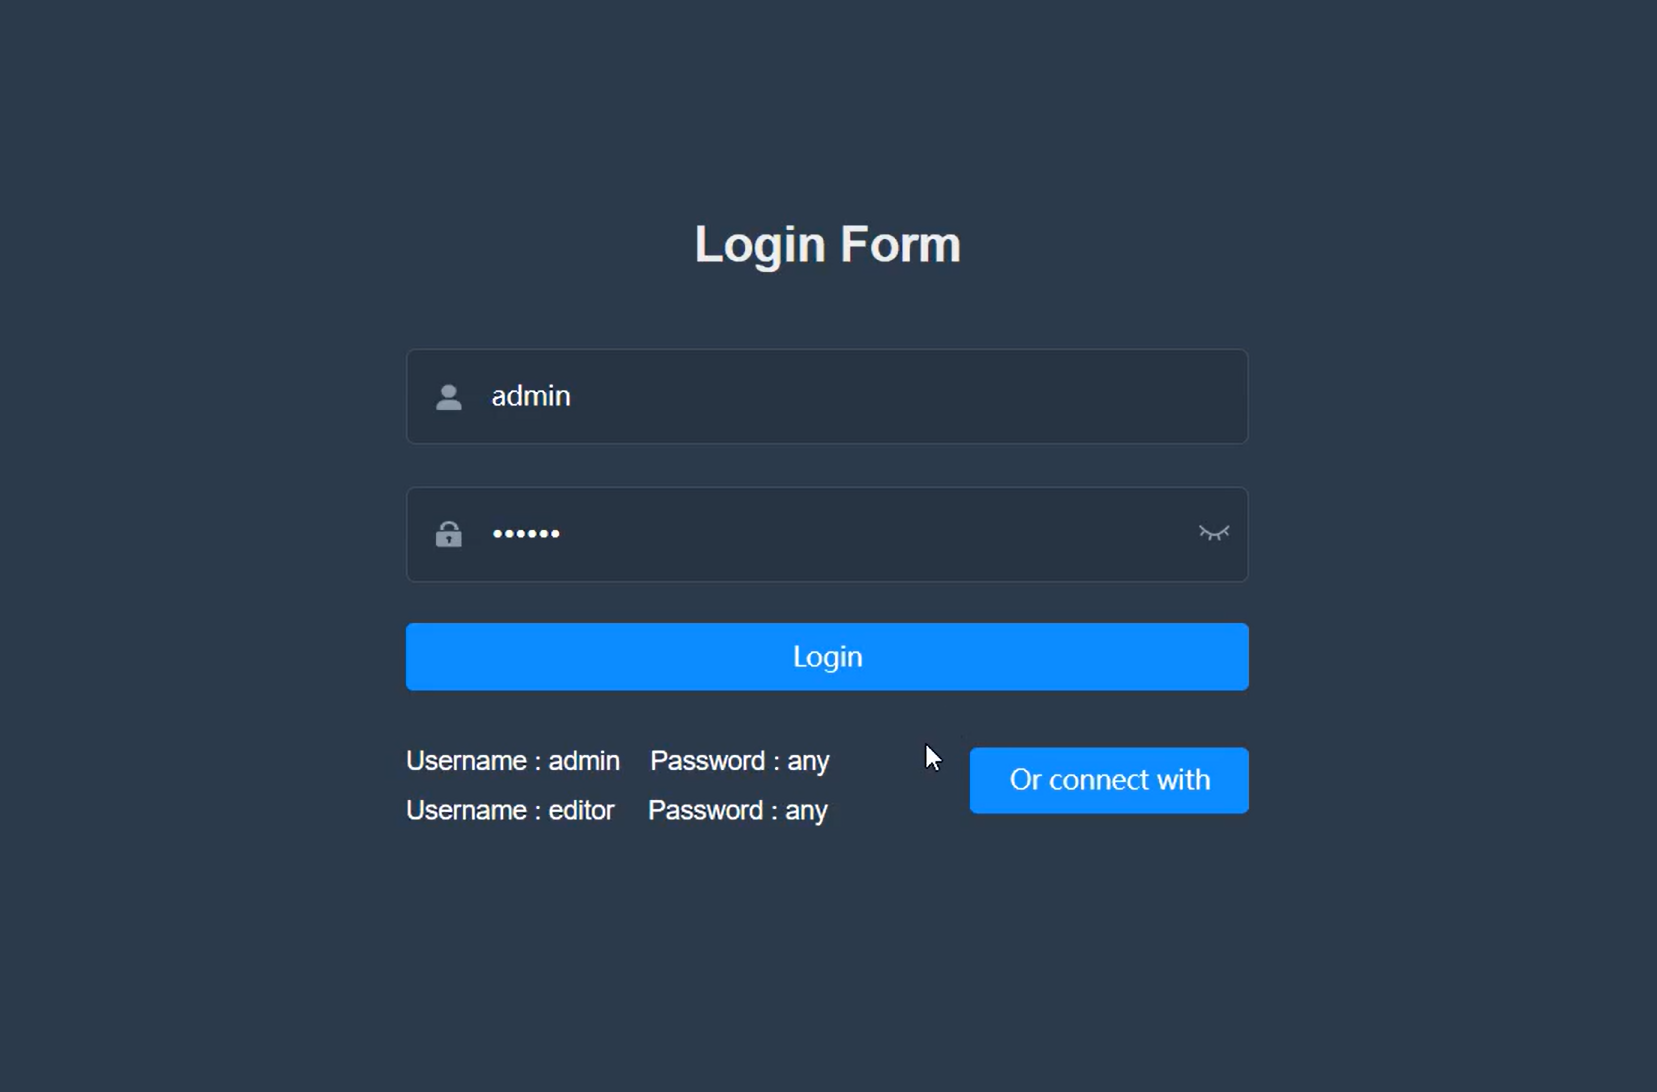 Login Form
admin
••••••
Login
Username : admin Password : any
Username : editor Password : any
Or connect with